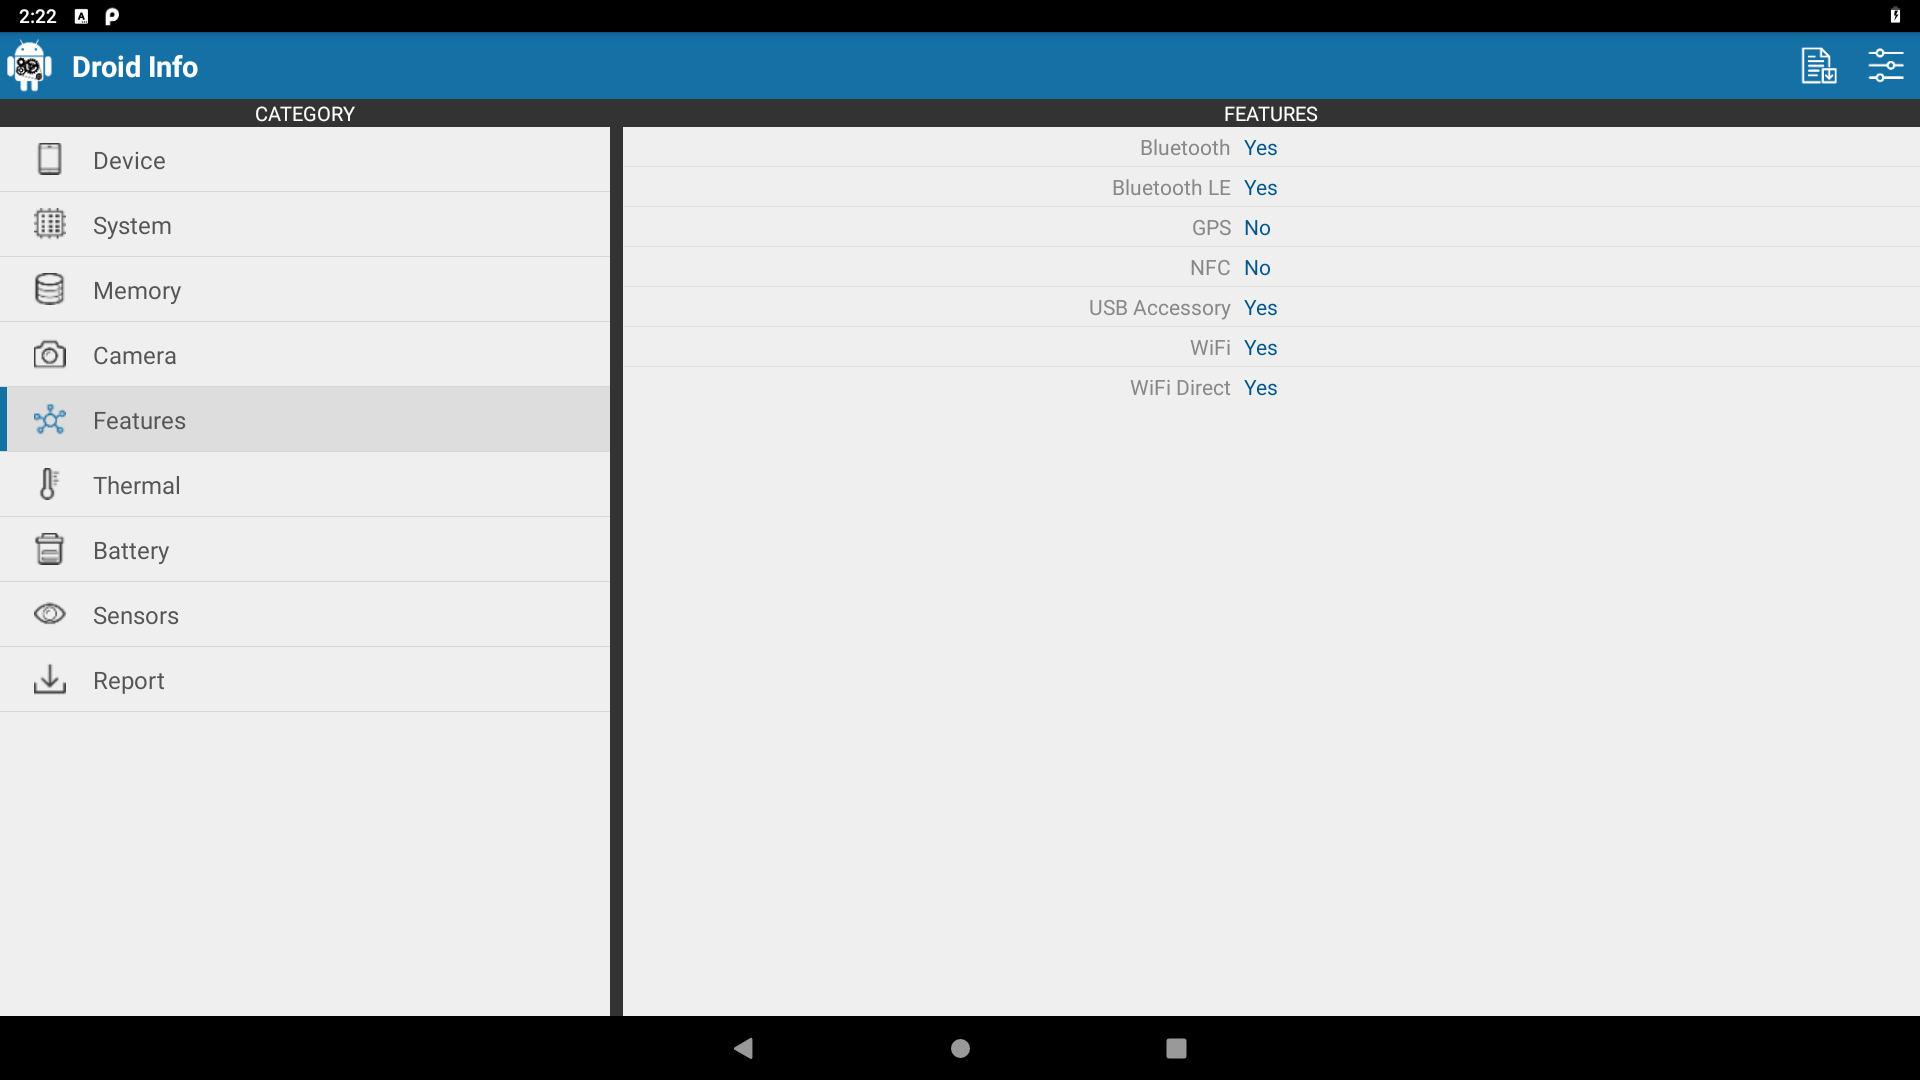 2:22
Droid Info
CATEGORY
Device
System
Memory
Camera
Features
Thermal
Battery
Sensors
Report
FEATURES
Bluetooth Yes
Bluetooth LE Yes
GPS No
NFC No
USB Accessory Yes
WiFi Yes
WiFi Direct Yes